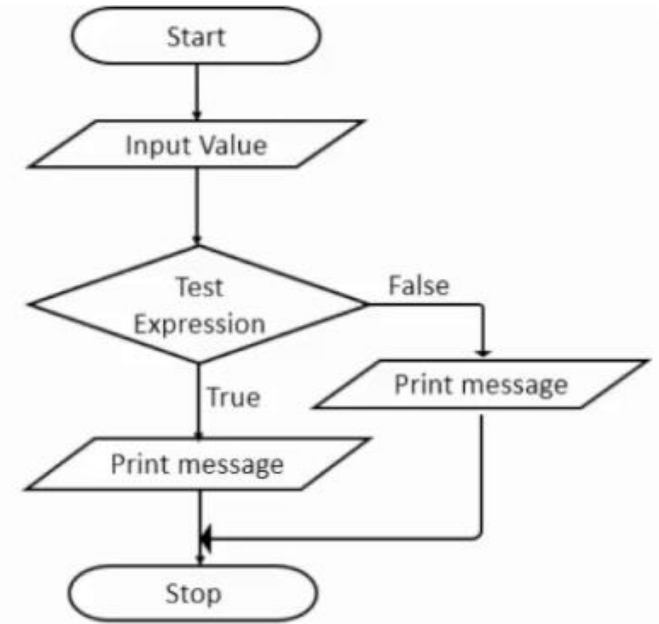 Start
Input Value
Test
Expression
False
Print message
True
Print message
Stop